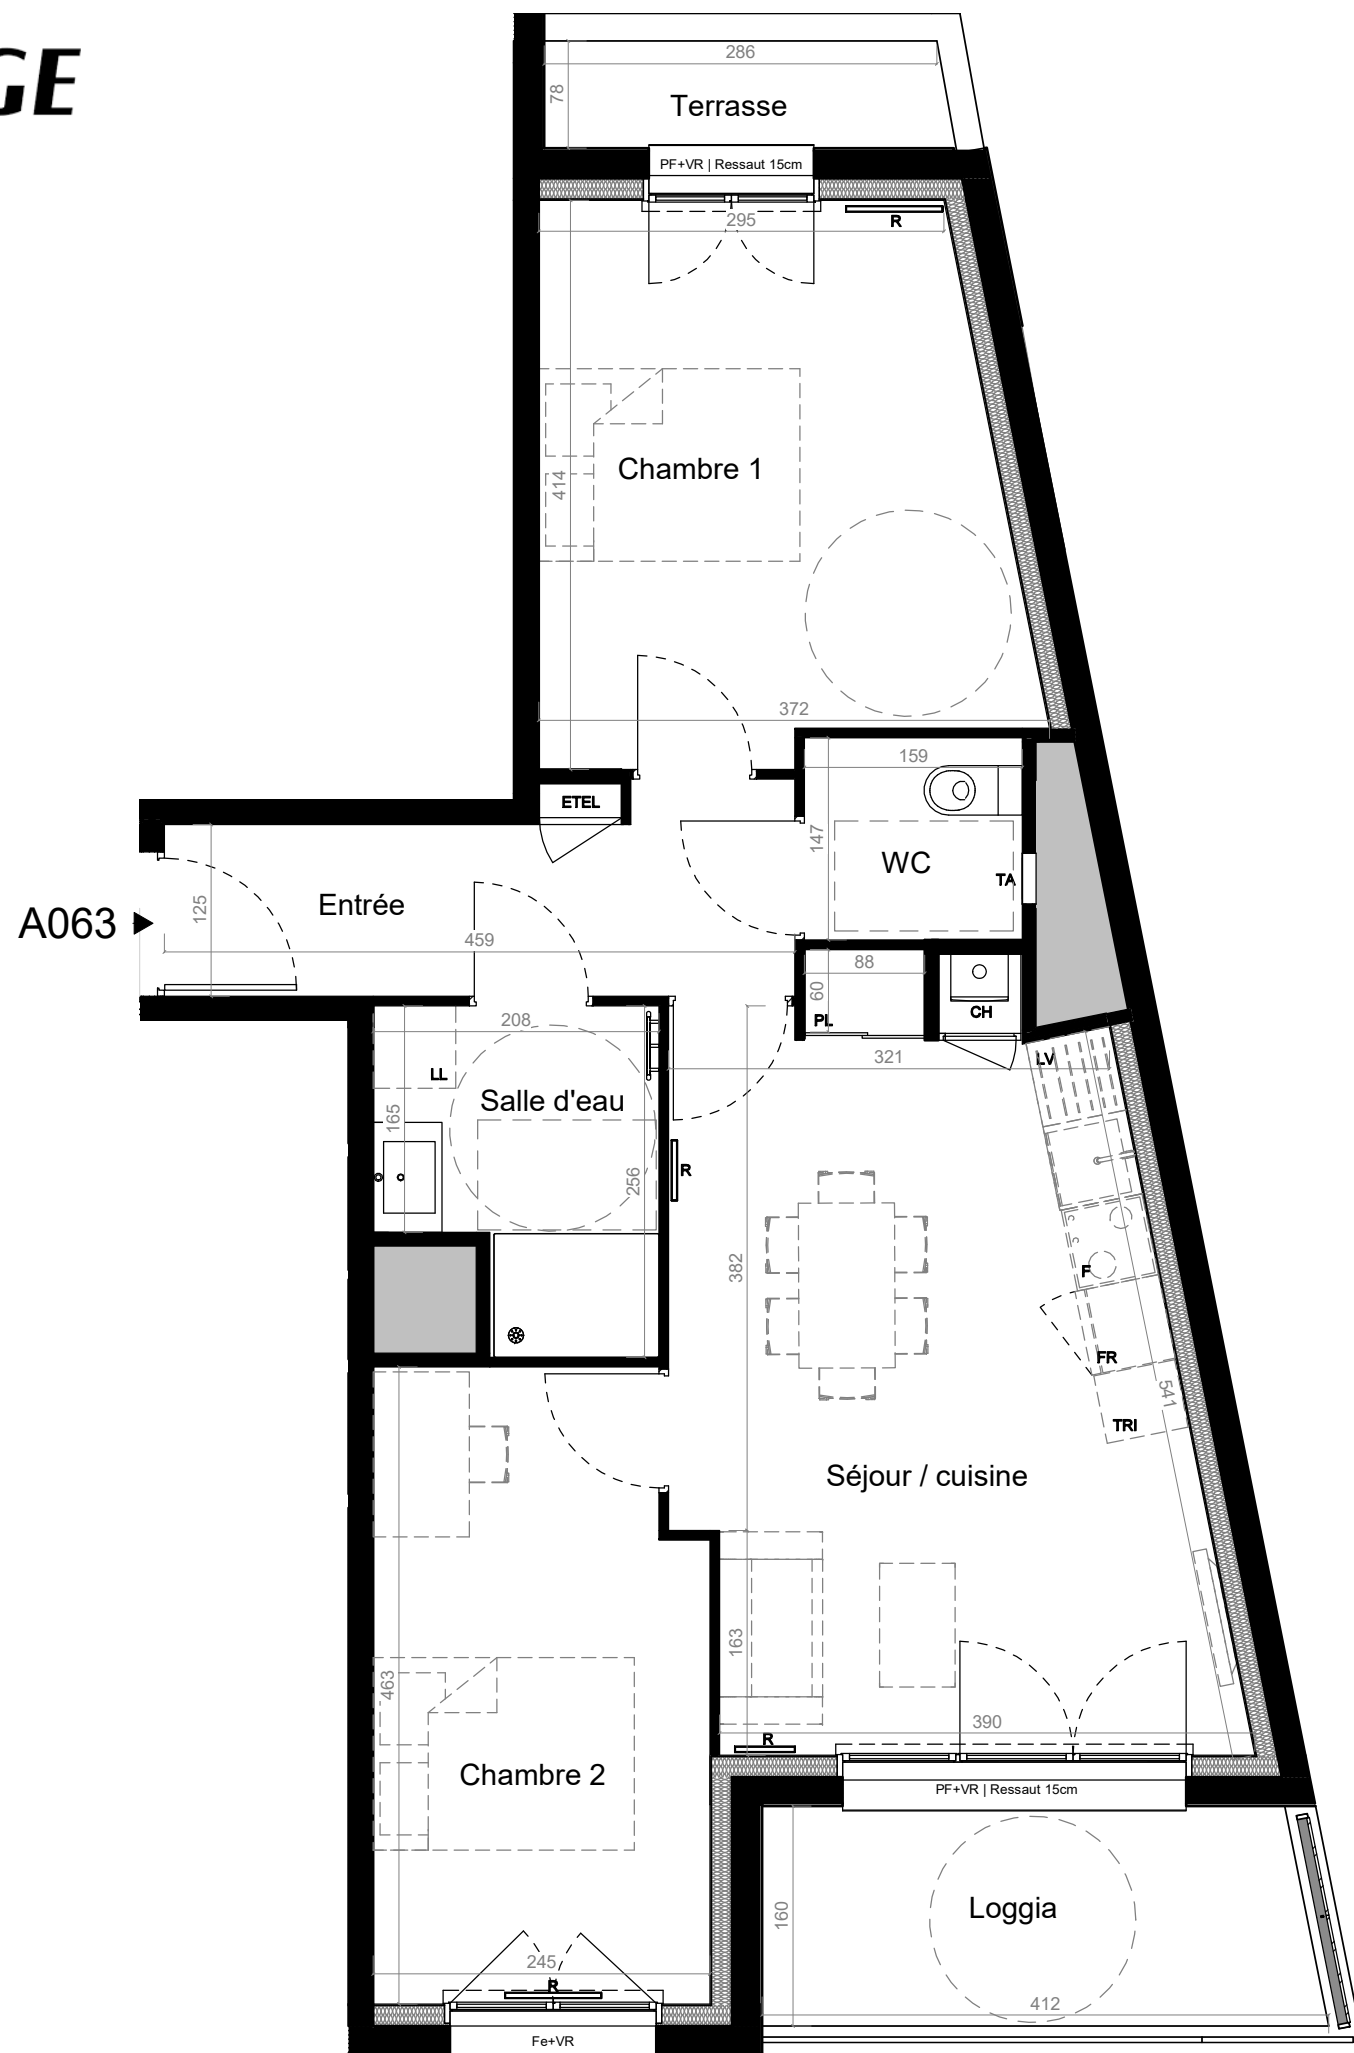 GE
286
78
Terrasse
PF+VR | Ressaut 15cm
295
R
Chambre 1
414
372
159
ETEL
147
WC
TA
125
Entrée
A063
459
88
60
PL
CH
208
321
LV
LL
Salle d'eau
165
256
R
382
F
FR
541
TRI
Séjour / cuisine
163
463
390
R
Chambre 2
PF+VR | Ressaut 15cm
160
Loggia
245
R
412
Fe+VR